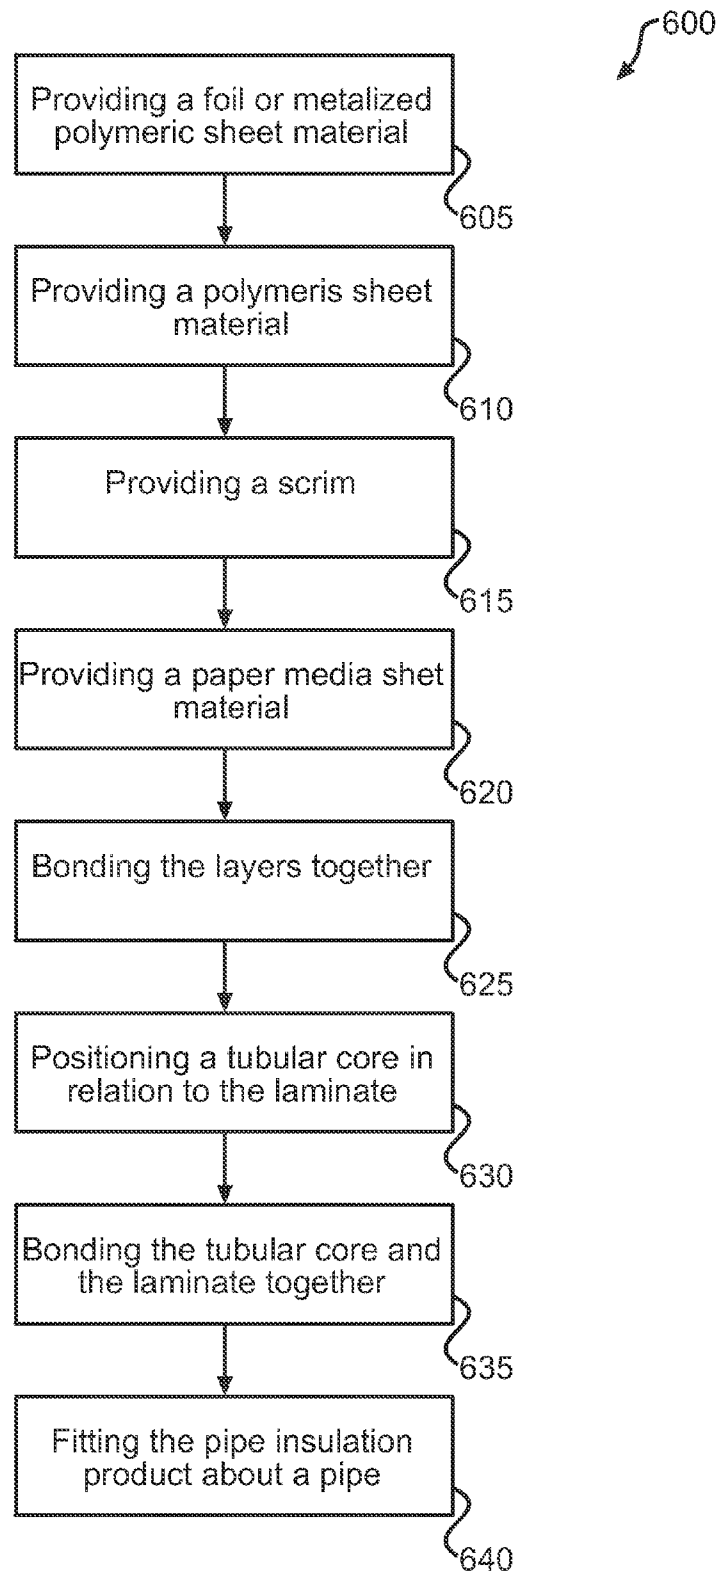 600
Providing a foil or metalized
polymeric sheet material
605
Providing a polymeris sheet
material
610
Providing a scrim
615
Providing a paper media shet
material
620
Bonding the layers together
625
Positioning a tubular core in
relation to the laminate
630
Bonding the tubular core and
the laminate together
635
Fitting the pipe insulation
product about a pipe
640